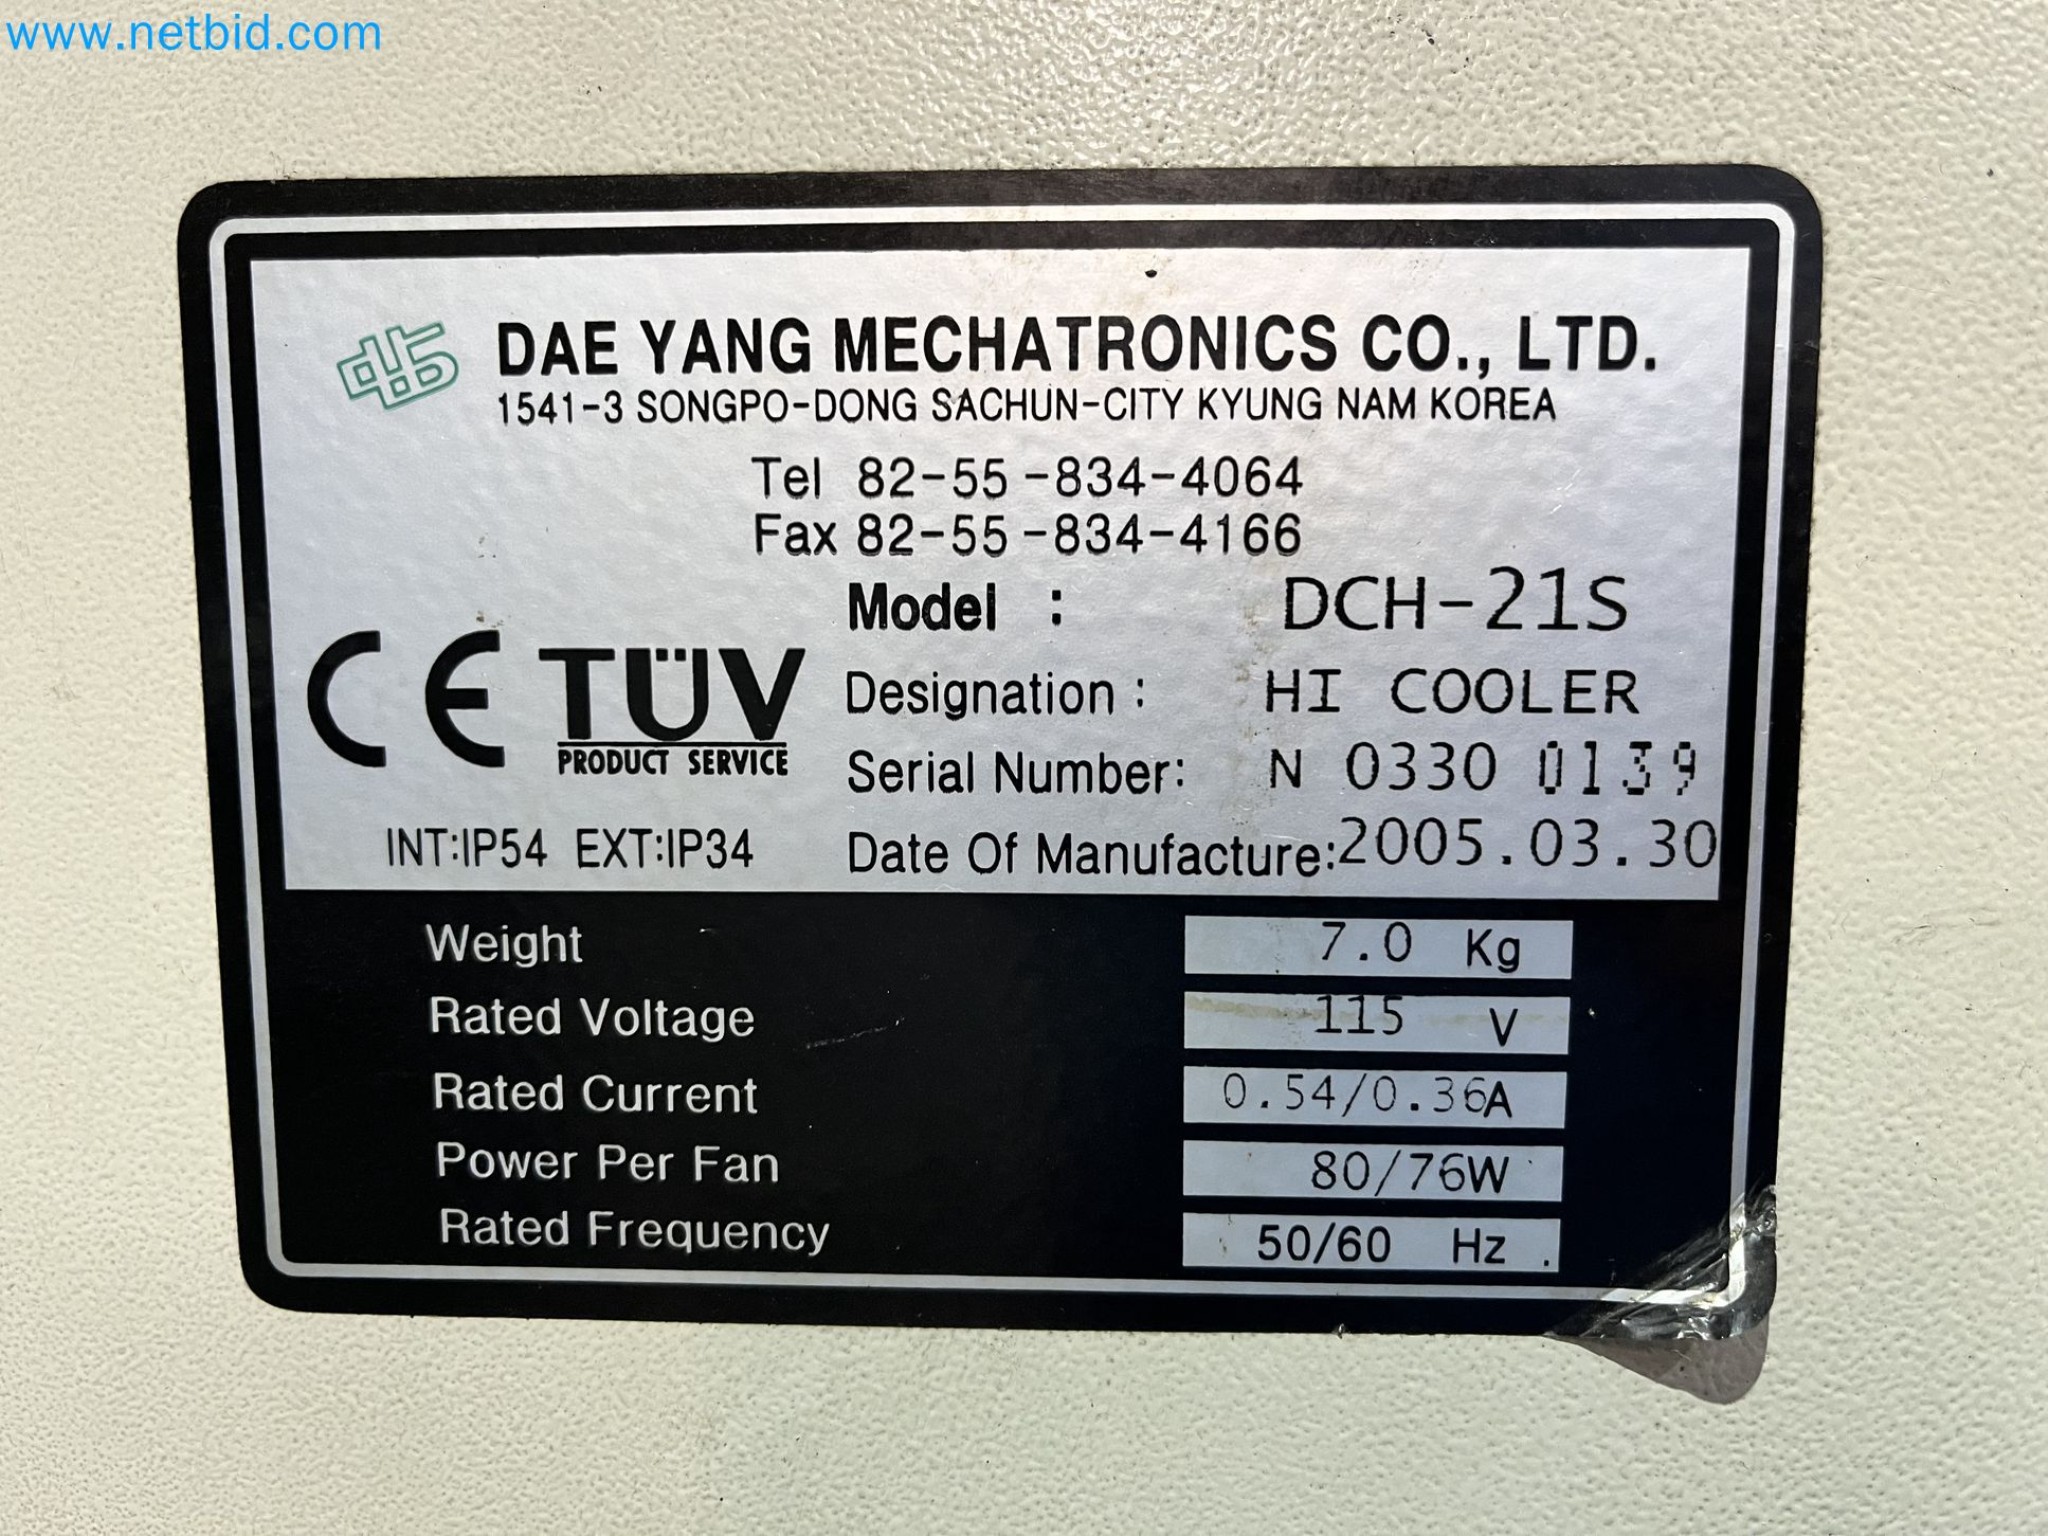 www.netbid.com
DAE YANG MECHATRONICS CO., LTD.
1541-3 SONGPO-DONG SACHUN-CITY KYUNG NAM KOREA
Tel 82-55-834-4064
Fax 82-55-834-4166
Model : DCH-21S
CE TÜV
PRODUCT SERVICE
Designation : HI COOLER
Serial Number: N 0330 0139
INT:IP54 EXT:IP34
Date Of Manufacture: 2005.03.30
Weight 7.0 Kg
Rated Voltage 115 V
Rated Current 0.54/0.36A
Power Per Fan 80/76W
Rated Frequency 50/60 Hz .